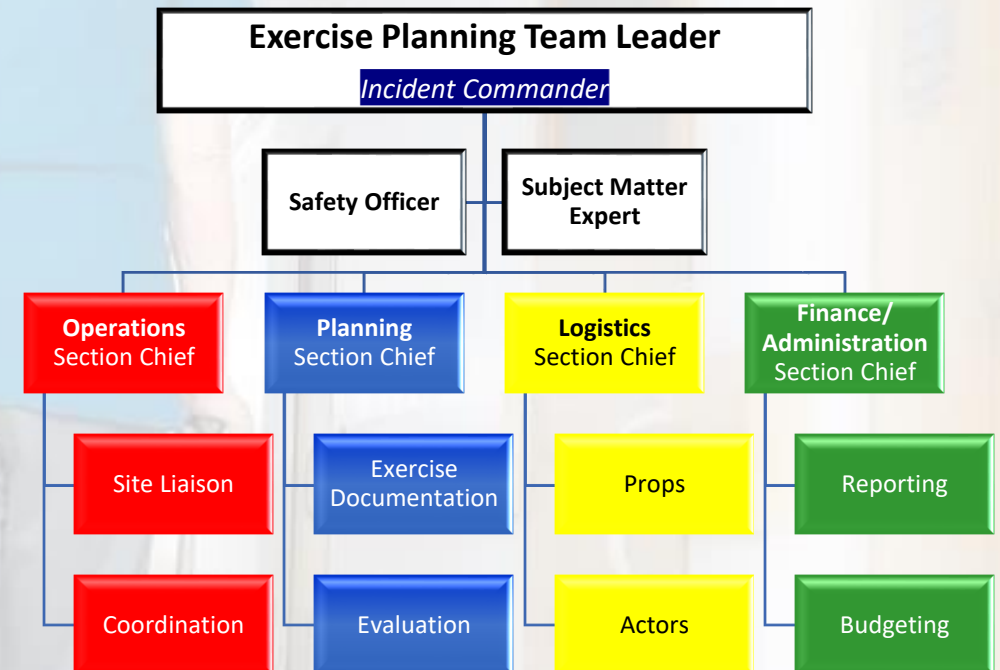 Exercise Planning Team Leader
Incident Commander
Safety Officer
Subject Matter
Expert
Operations
Section Chief
Planning
Section Chief
Logistics
Section Chief
Finance/
Administration
Section Chief
Site Liaison
Exercise
Documentation
Props
Reporting
Coordination
Evaluation
Actors
Budgeting